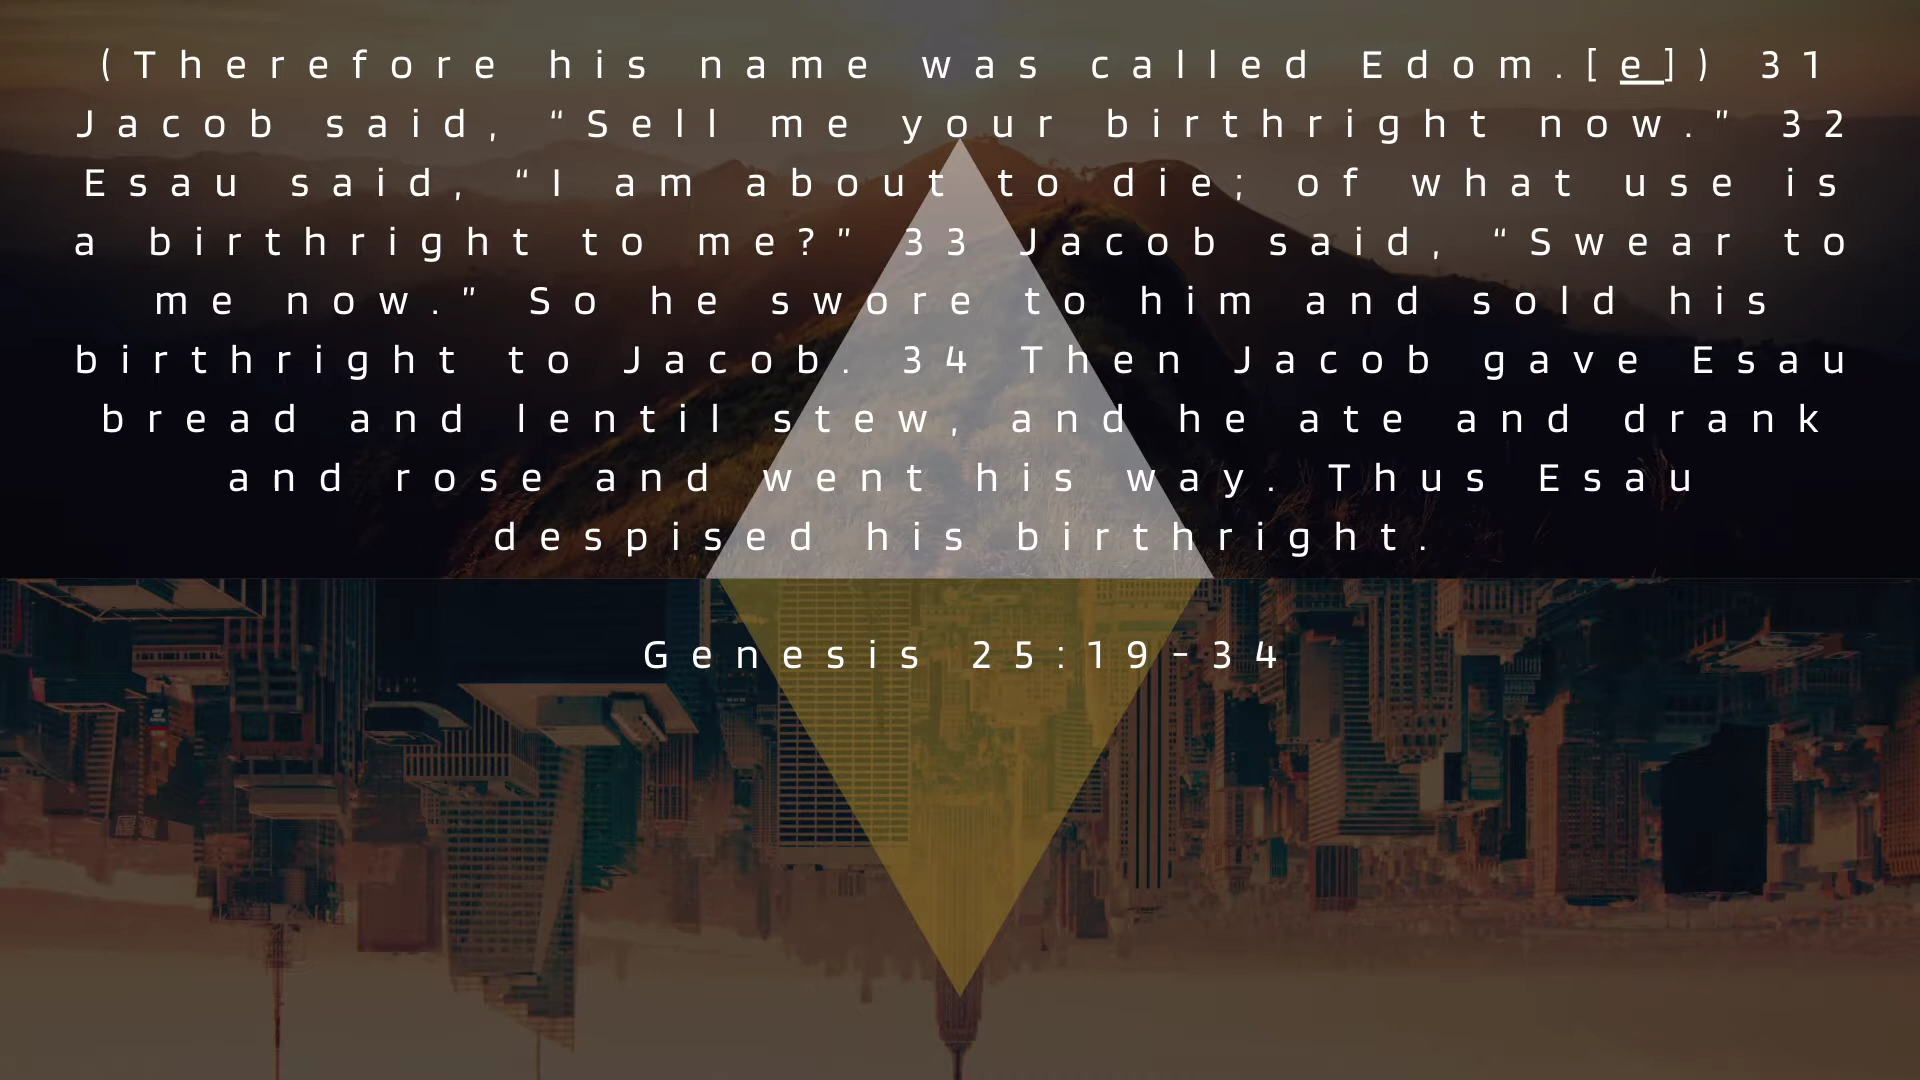 (Therefore his name was called Edom.[e ]) 31
Jacob said, “Sell me your birthright now.” 32
Esau said, “I am about to die; of what use is
a birthright to me?” 33 Jacob said, “Swear to
me now.” So he swore to him and sold his
birthright to Jacob. 34 Then Jacob gave Esau
bread and lentil stew, and he ate and drank
and rose and went his way. Thus Esau
despised his birthright.
Genesis 25:19-34